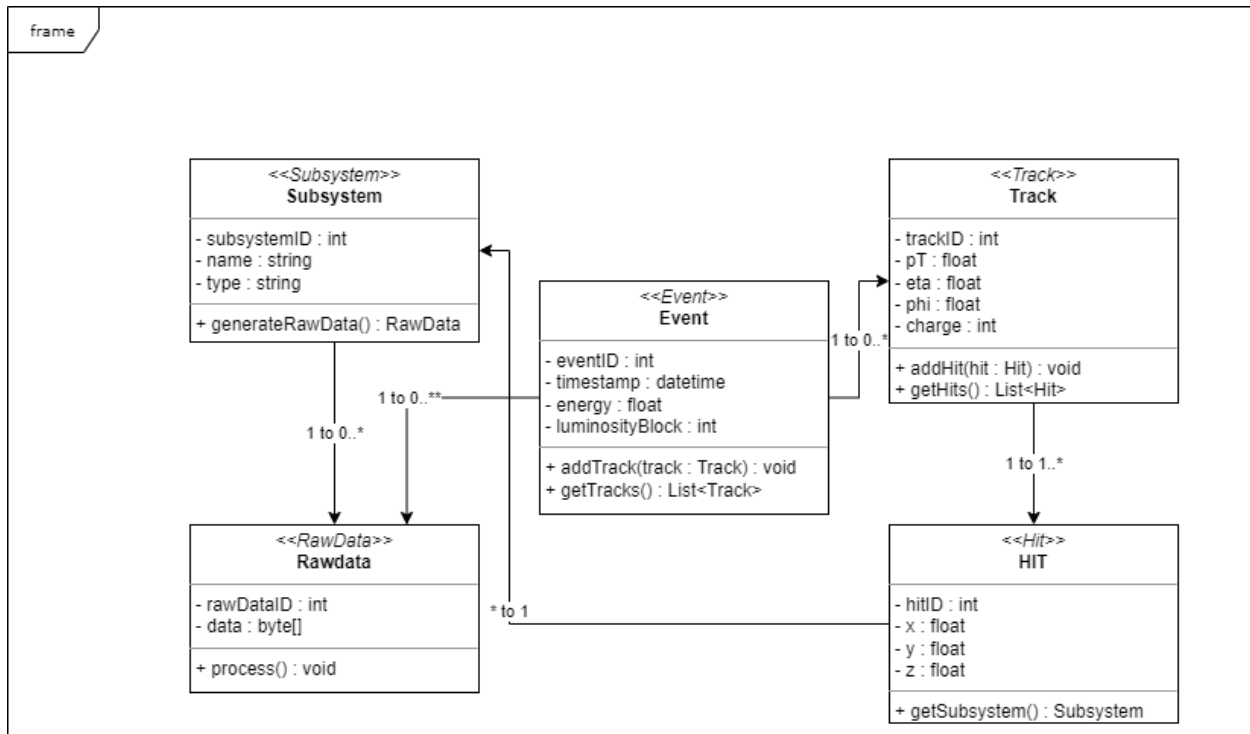 frame
<<Subsystem>>
Subsystem
- subsystemID : int
- name : string
- type : string
+ generateRawData() : RawData
<<Track>>
Track
- trackID : int
- pT : float
- eta : float
- phi : float
- charge : int
+ addHit(hit : Hit) : void
+ getHits() : List<Hit>
<<Event>>
Event
- eventID : int
- timestamp : datetime
- energy : float
- luminosityBlock : int
+ addTrack(track : Track) : void
+ getTracks() : List<Track>
1 to 0..*
1 to 0..**
1 to 0..*
1 to 1..*
<<RawData>>
Rawdata
- rawDataID : int
- data : byte[]
+ process() : void
* to 1
<<Hit>>
HIT
- hitID : int
- x : float
- y : float
- z : float
+ getSubsystem() : Subsystem